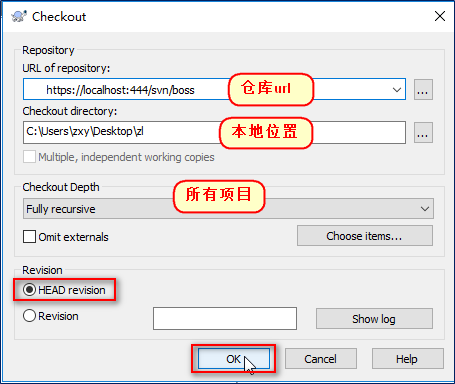 Checkout
Repository
URL of repository:
https://localhost:444/svn/boss
仓库url
...
Checkout directory:
C:\Users\zxy\Desktop\zl
本地位置
...
Multiple, independent working copies
Checkout Depth
所有项目
Fully recursive
Omit externals
Choose items...
Revision
HEAD revision
Revision
Show log
OK
Cancel
Help